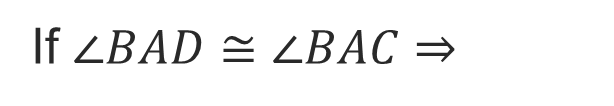 If ∠BAD ≅ ∠BAC ⇒